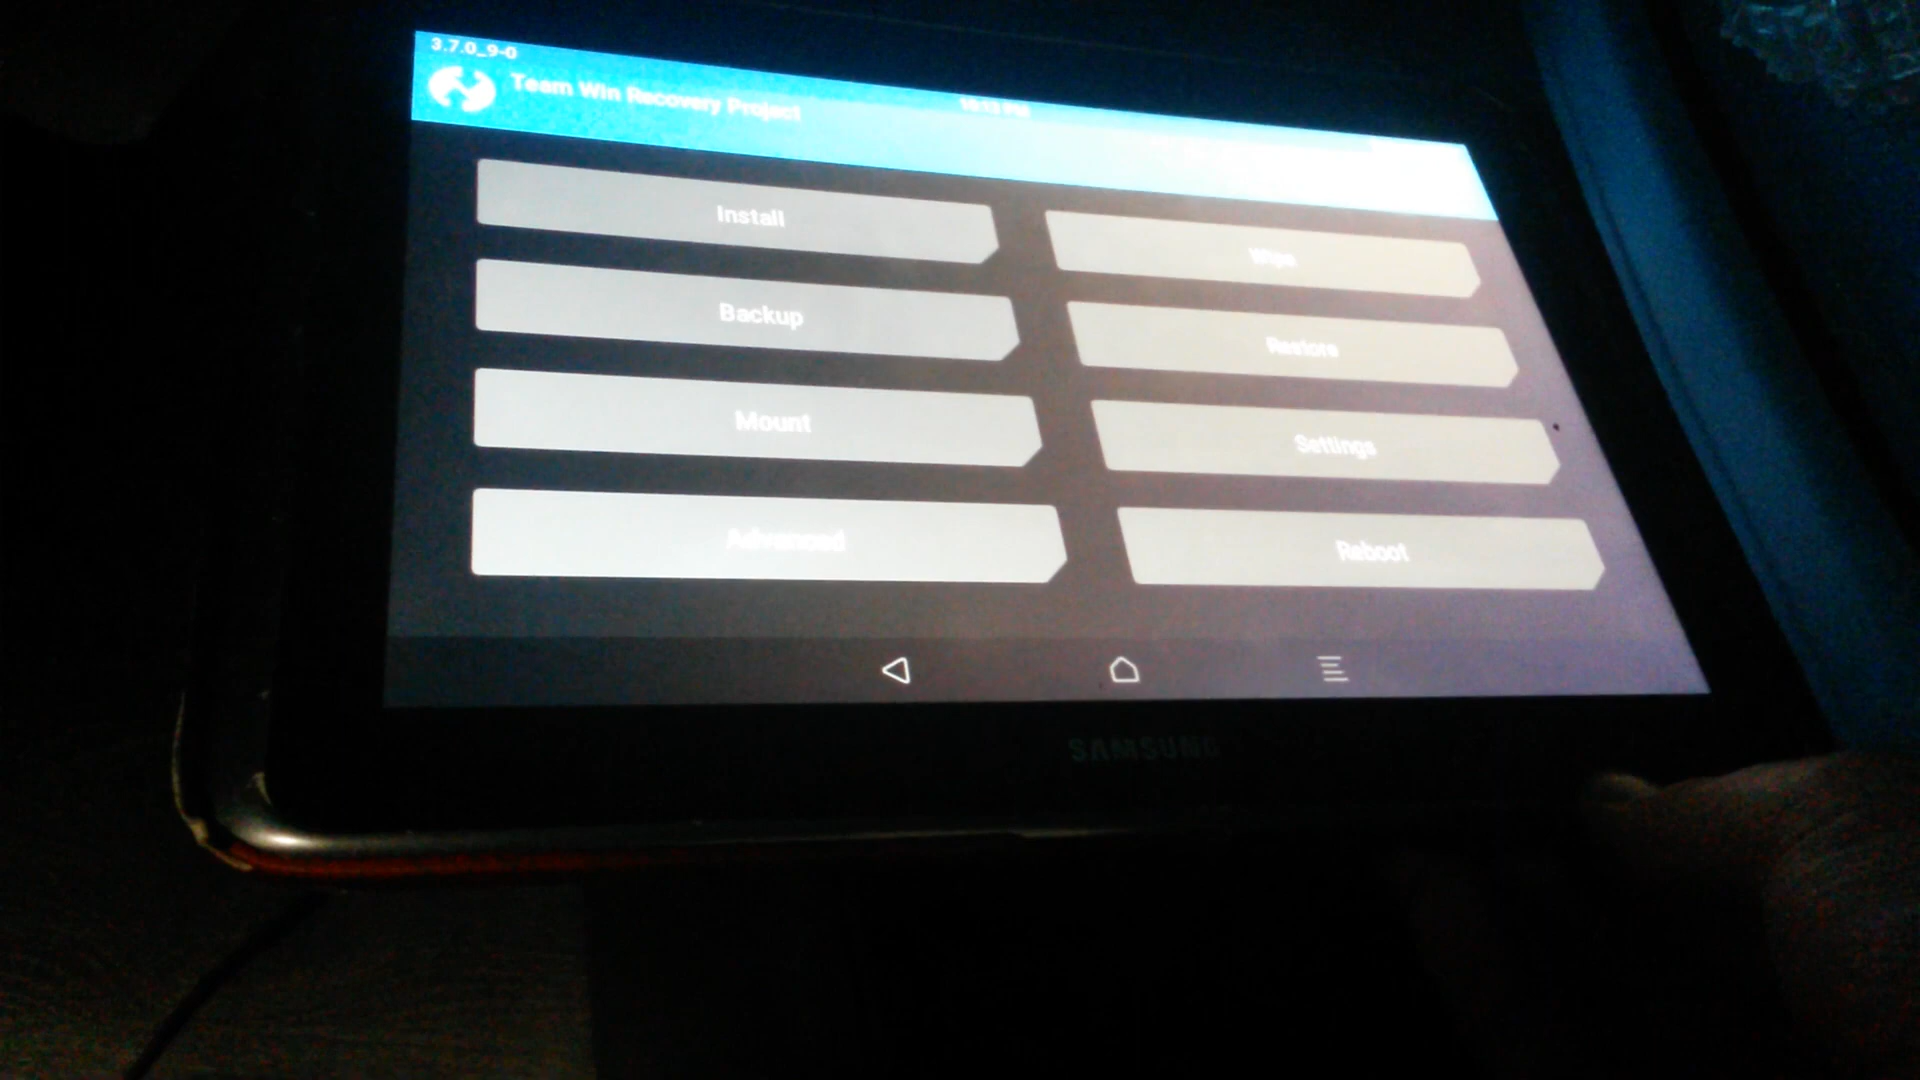 3.7.0_9-0
Team Win Recovery Project
Install
Wipe
Backup
Restore
Mount
Settings
Advanced
Reboot
SAMSUNG